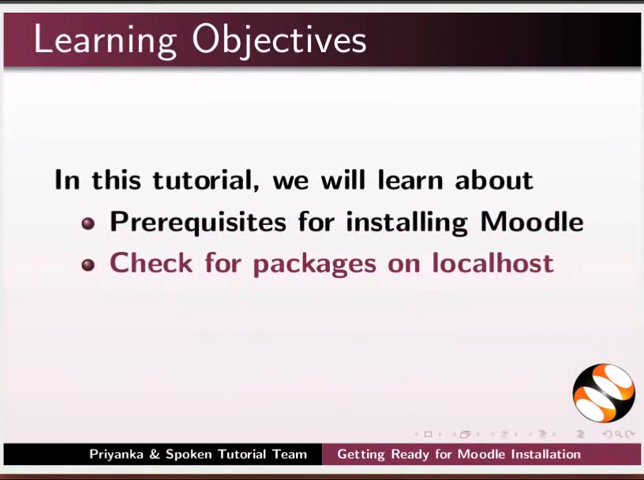 Learning Objectives
In this tutorial, we will learn about
Prerequisites for installing Moodle
Check for packages on localhost
Priyanka & Spoken Tutorial Team
Getting Ready for Moodle Installation